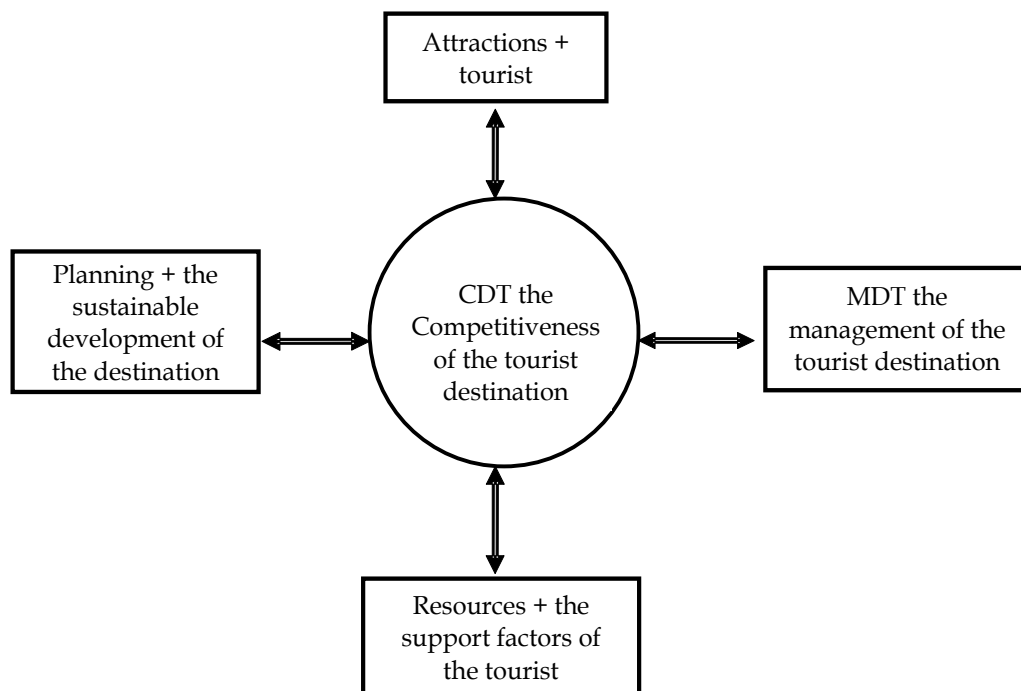 Attractions +
tourist
Planning + the
sustainable
development of
the destination
CDT the
Competitiveness
of the tourist
destination
MDT the
management of the
tourist destination
Resources + the
support factors of
the tourist